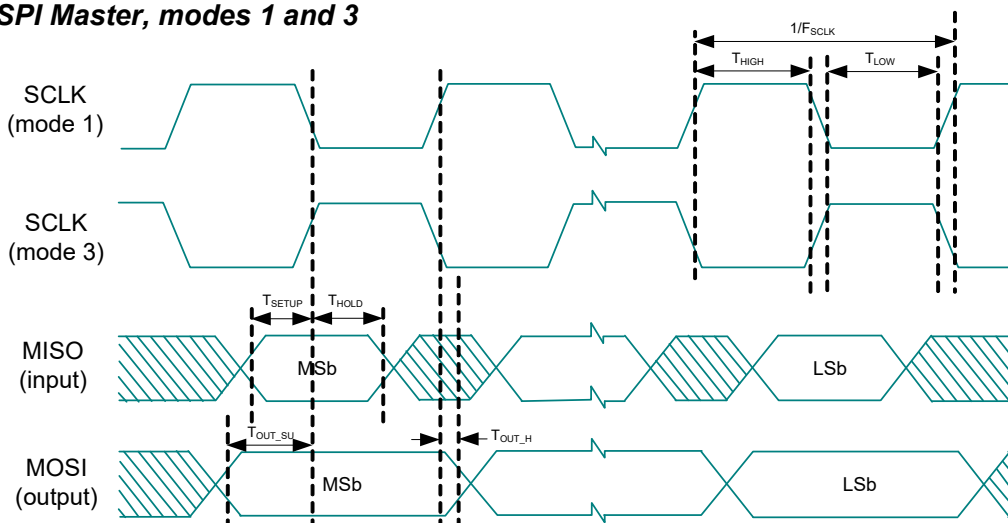 SPI Master, modes 1 and 3
1/FSCLK
THIGH
TLOW
SCLK
(mode 1)
SCLK
(mode 3)
TSETUP
THOLD
MISO
(input)
MSb
LSb
TOUT_SU
TOUT_H
MOSI
(output)
MSb
LSb